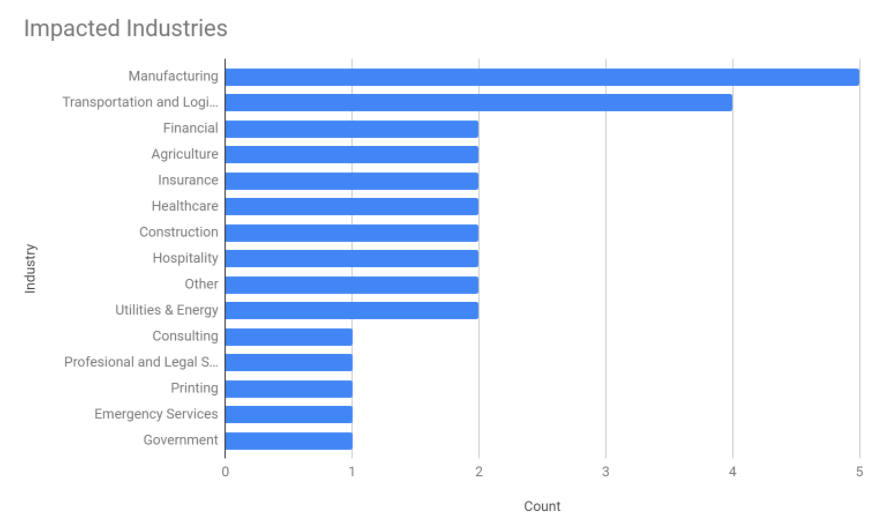 Impacted Industries
Manufacturing
Transportation and Logi...
Financial
Agriculture
Insurance
Healthcare
Construction
Hospitality
Other
Utilities & Energy
Consulting
Profesional and Legal S...
Printing
Emergency Services
Government
Industry
0 1 2 3 4 5
Count